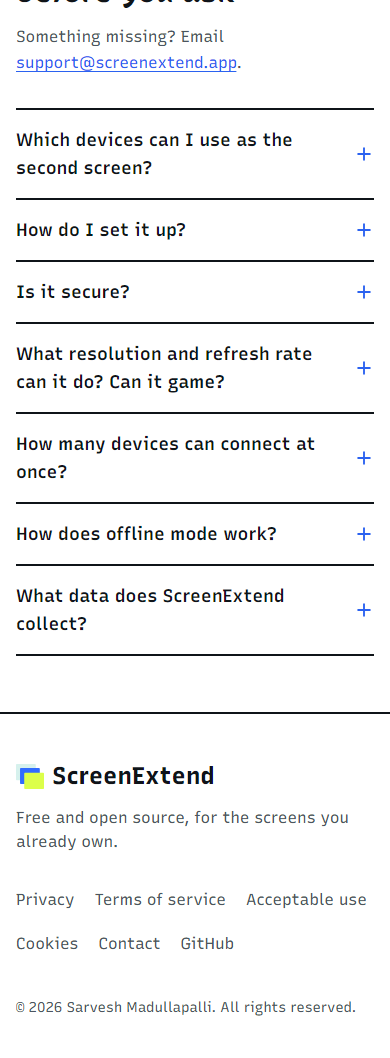 before you ask
Something missing? Email
support@screenextend.app.
Which devices can I use as the
second screen?
How do I set it up?
Is it secure?
What resolution and refresh rate
can it do? Can it game?
How many devices can connect at
once?
How does offline mode work?
What data does ScreenExtend
collect?
ScreenExtend
Free and open source, for the screens you
already own.
Privacy Terms of service Acceptable use
Cookies Contact GitHub
© 2026 Sarvesh Madullapalli. All rights reserved.